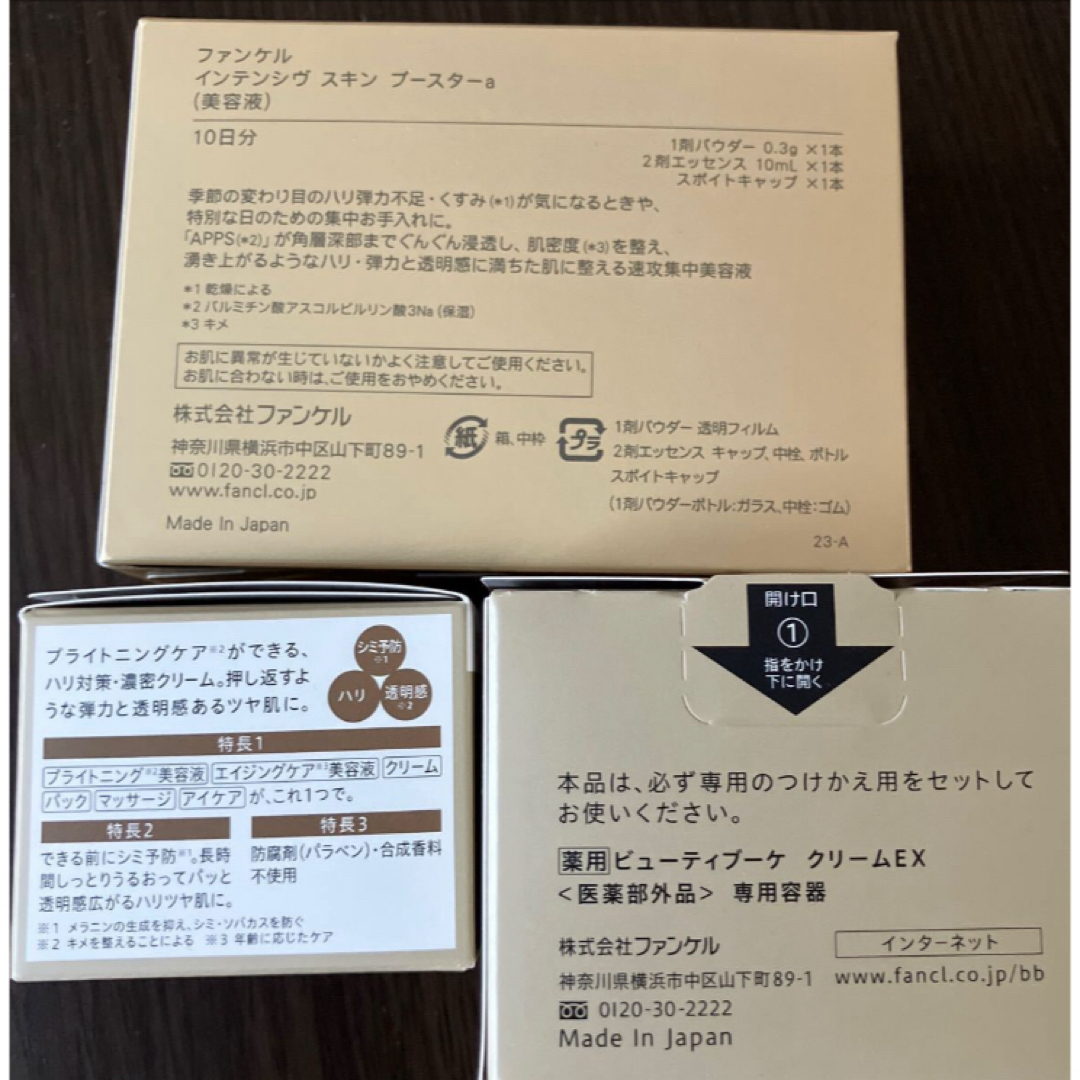 ファンケル
インテンシヴ スキン ブースターa
(美容液)
10日分
1剤パウダー 0.3g ×1本
2剤エッセンス 10mL ×1本
スポイトキャップ ×1本
季節の変わり目のハリ弾力不足・くすみ(*1)が気になるときや、
特別な日のための集中お手入れに。
「APPS(*2)」が角層深部までぐんぐん浸透し、肌密度(*3)を整え、
湧き上がるようなハリ・弾力と透明感に満ちた肌に整える速攻集中美容液
*1 乾燥による
*2 パルミチン酸アスコルビルリン酸3Na(保湿)
*3 キメ
お肌に異常が生じていないかよく注意してご使用ください。
お肌に合わない時は、ご使用をおやめください。
株式会社ファンケル
神奈川県横浜市中区山下町89-1
0120-30-2222
www.fancl.co.jp
Made In Japan
紙 箱、中枠
プラ 1剤パウダー 透明フィルム
2剤エッセンス キャップ、中栓、ボトル
スポイトキャップ
(1剤パウダーボトル:ガラス、中栓:ゴム)
23-A
ブライトニングケア※2ができる、
ハリ対策・濃密クリーム。押し返すよ
うな弾力と透明感あるツヤ肌に。
シミ予防
※1
ハリ
透明感
※2
特長1
ブライトニング※2美容液 エイジングケア※3美容液 クリーム
パック マッサージ アイケア が、これ1つで。
特長2
できる前にシミ予防※1。長時
間しっとりうるおってパッと
透明感広がるハリツヤ肌に。
特長3
防腐剤(パラベン)・合成香料
不使用
※1 メラニンの生成を抑え、シミ・ソバカスを防ぐ
※2 キメを整えることによる ※3 年齢に応じたケア
開け口
①
指をかけ
下に開く
本品は、必ず専用のつけかえ用をセットして
お使いください。
薬用 ビューティブーケ クリームEX
<医薬部外品> 専用容器
株式会社ファンケル
神奈川県横浜市中区山下町89-1
0120-30-2222
Made In Japan
インターネット
www.fancl.co.jp/bb